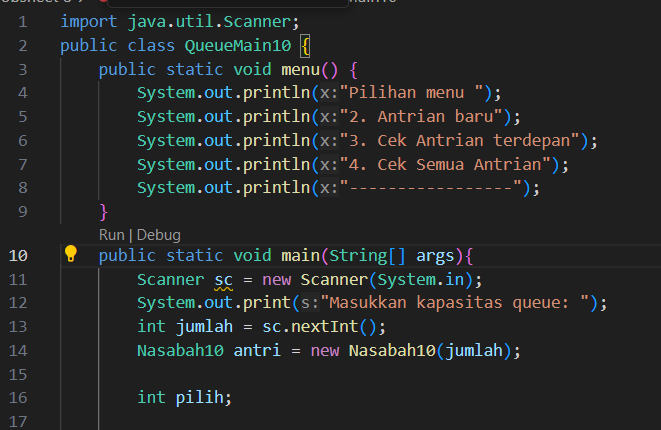 1 import java.util.Scanner;
2 public class QueueMain10 {
3 public static void menu() {
4 System.out.println(x:"Pilihan menu ");
5 System.out.println(x:"2. Antrian baru");
6 System.out.println(x:"3. Cek Antrian terdepan");
7 System.out.println(x:"4. Cek Semua Antrian");
8 System.out.println(x:"-----------------");
9 }
Run | Debug
10 public static void main(String[] args){
11 Scanner sc = new Scanner(System.in);
12 System.out.print(s:"Masukkan kapasitas queue: ");
13 int jumlah = sc.nextInt();
14 Nasabah10 antri = new Nasabah10(jumlah);
15
16 int pilih;
17